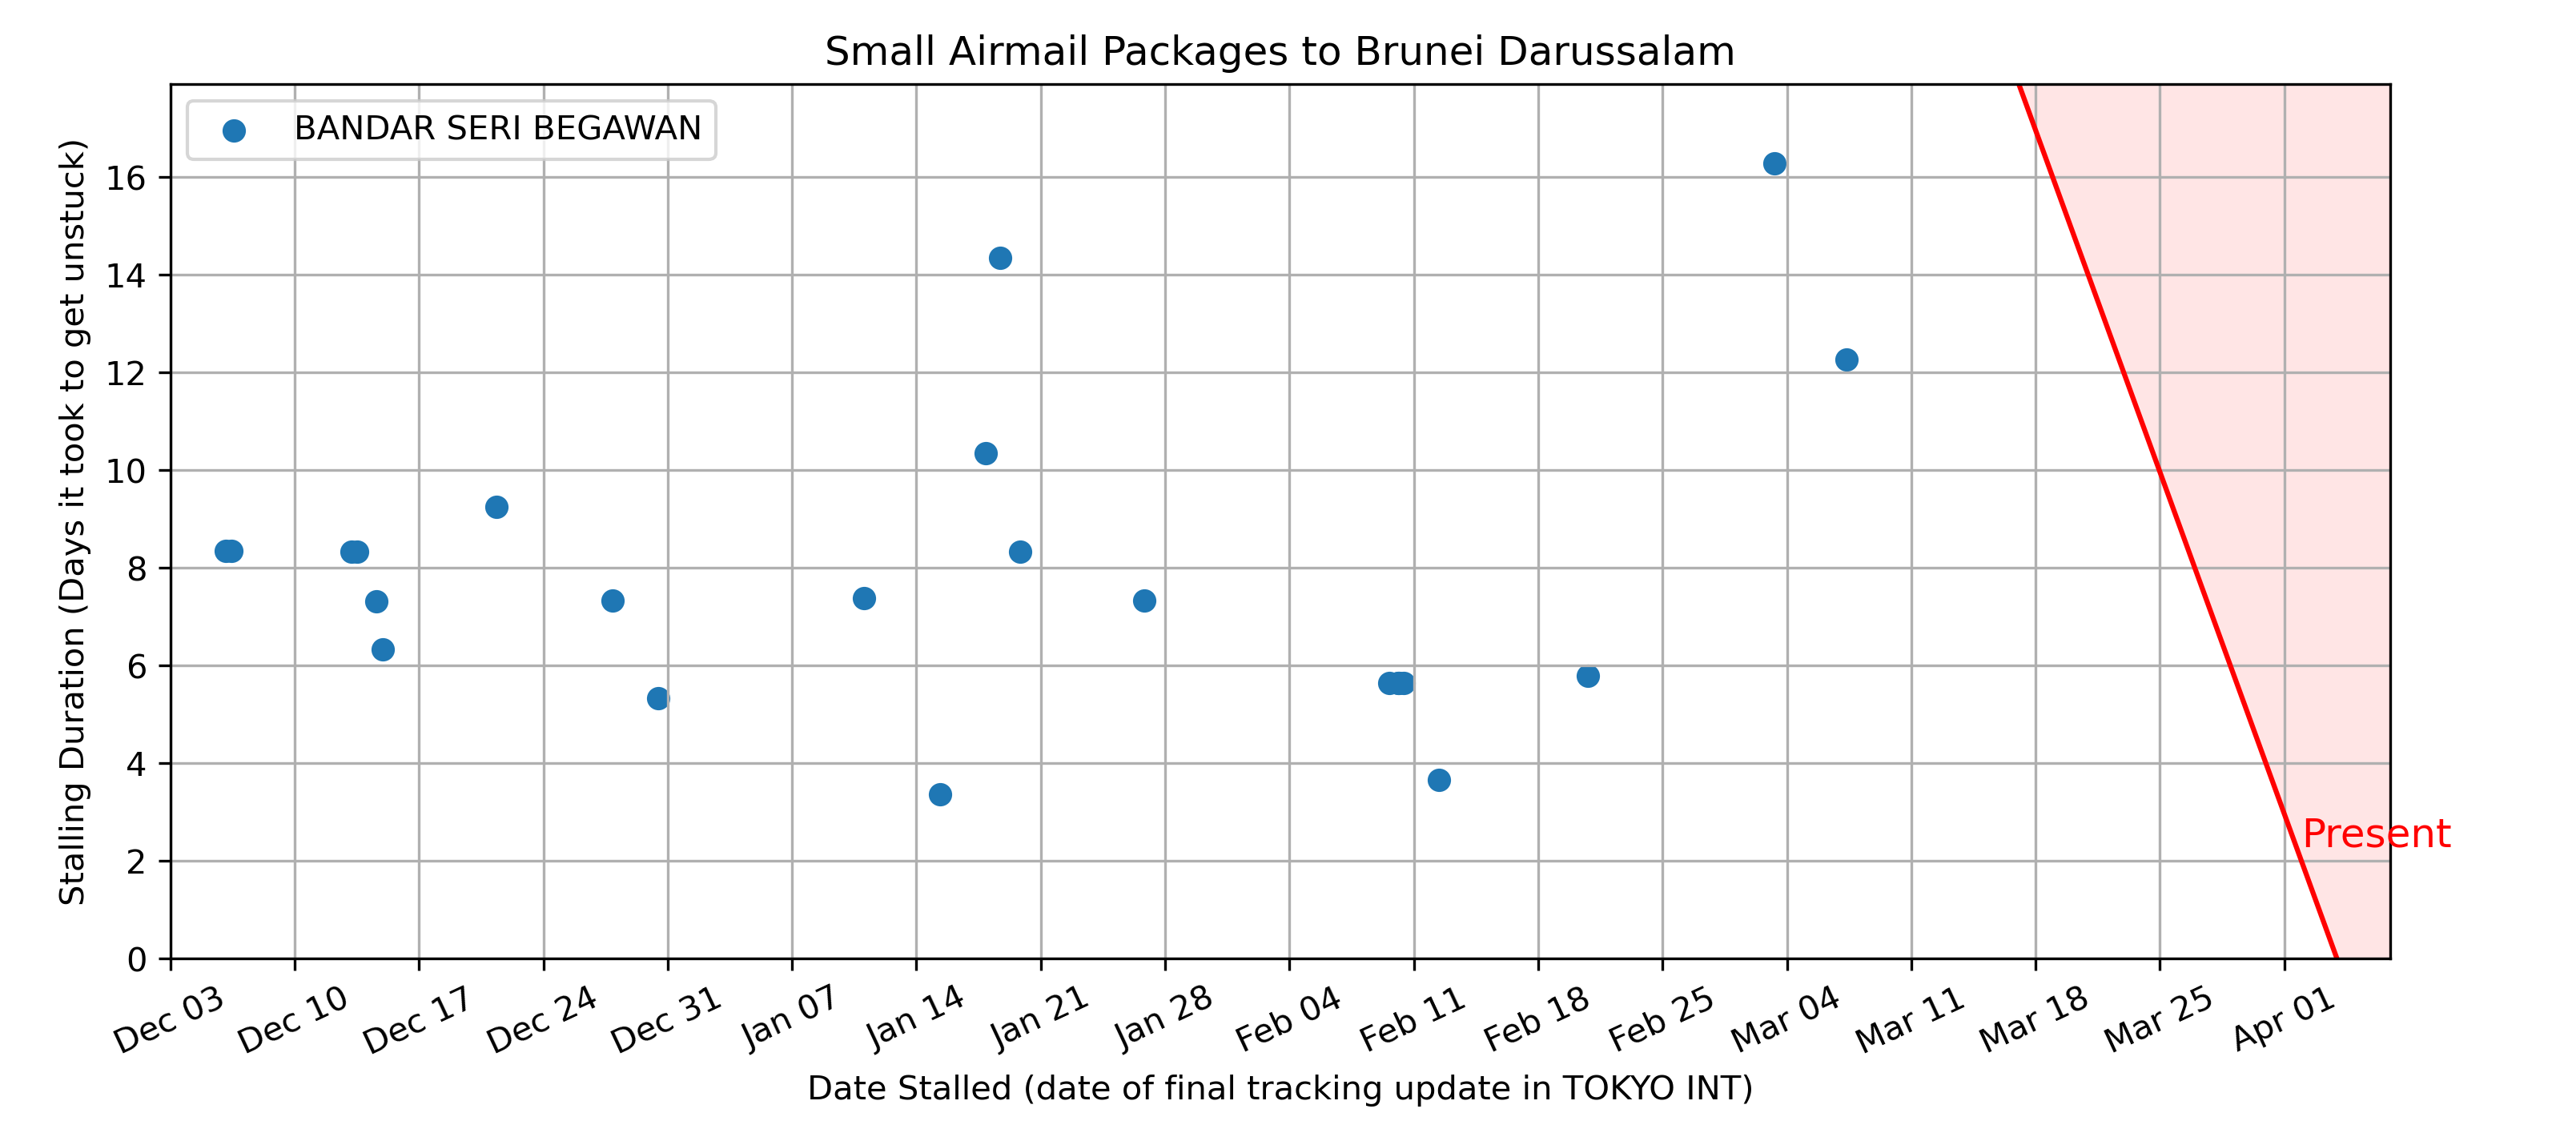 Small Airmail Packages to Brunei Darussalam
BANDAR SERI BEGAWAN
Stalling Duration (Days it took to get unstuck)
16
14
12
10
8
6
4
2
0
Present
Dec 03
Dec 10
Dec 17
Dec 24
Dec 31
Jan 07
Jan 14
Jan 21
Jan 28
Feb 04
Feb 11
Feb 18
Feb 25
Mar 04
Mar 11
Mar 18
Mar 25
Apr 01
Date Stalled (date of final tracking update in TOKYO INT)